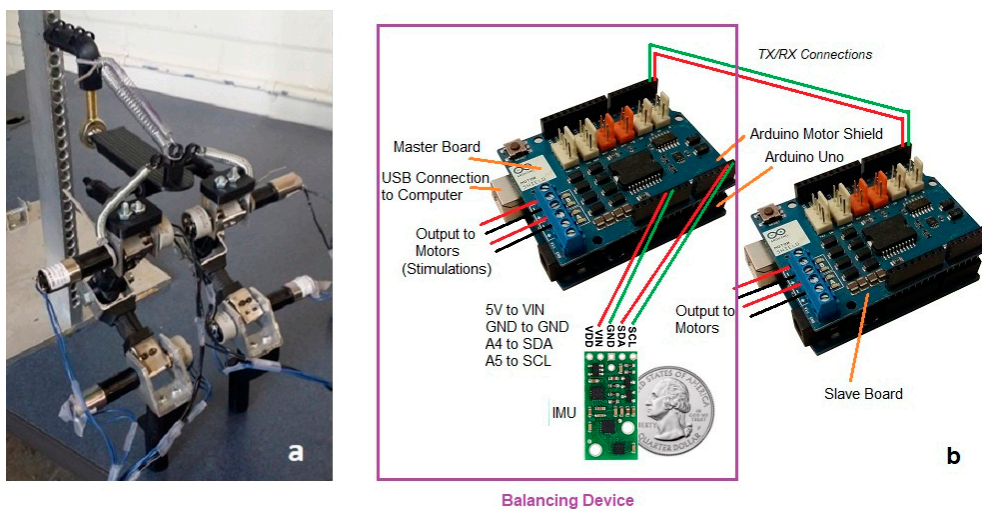 a
TX/RX Connections
Master Board
Arduino Motor Shield
Arduino Uno
USB Connection
to Computer
Output to
Motors
(Stimulations)
5V to VIN
GND to GND
A4 to SDA
A5 to SCL
VDD
VIN
GND
SDA
SCL
Output to
Motors
Slave Board
IMU
QUARTER DOLLAR
b
Balancing Device